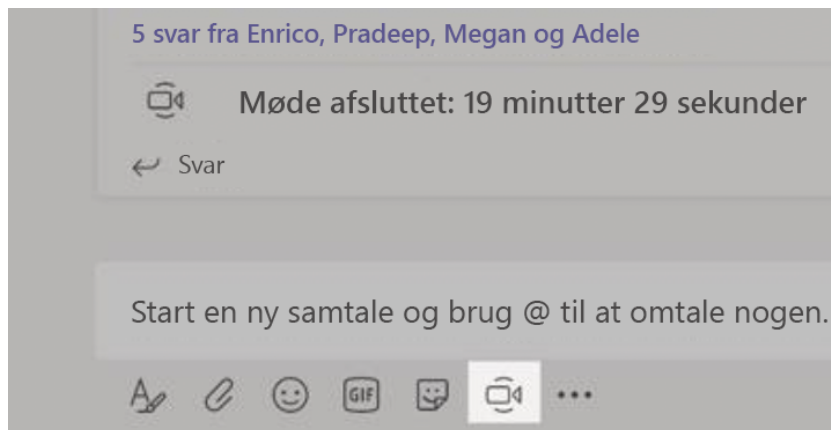 5 svar fra Enrico, Pradeep, Megan og Adele
Møde afsluttet: 19 minutter 29 sekunder
Svar
Start en ny samtale og brug @ til at omtale nogen.
GIF